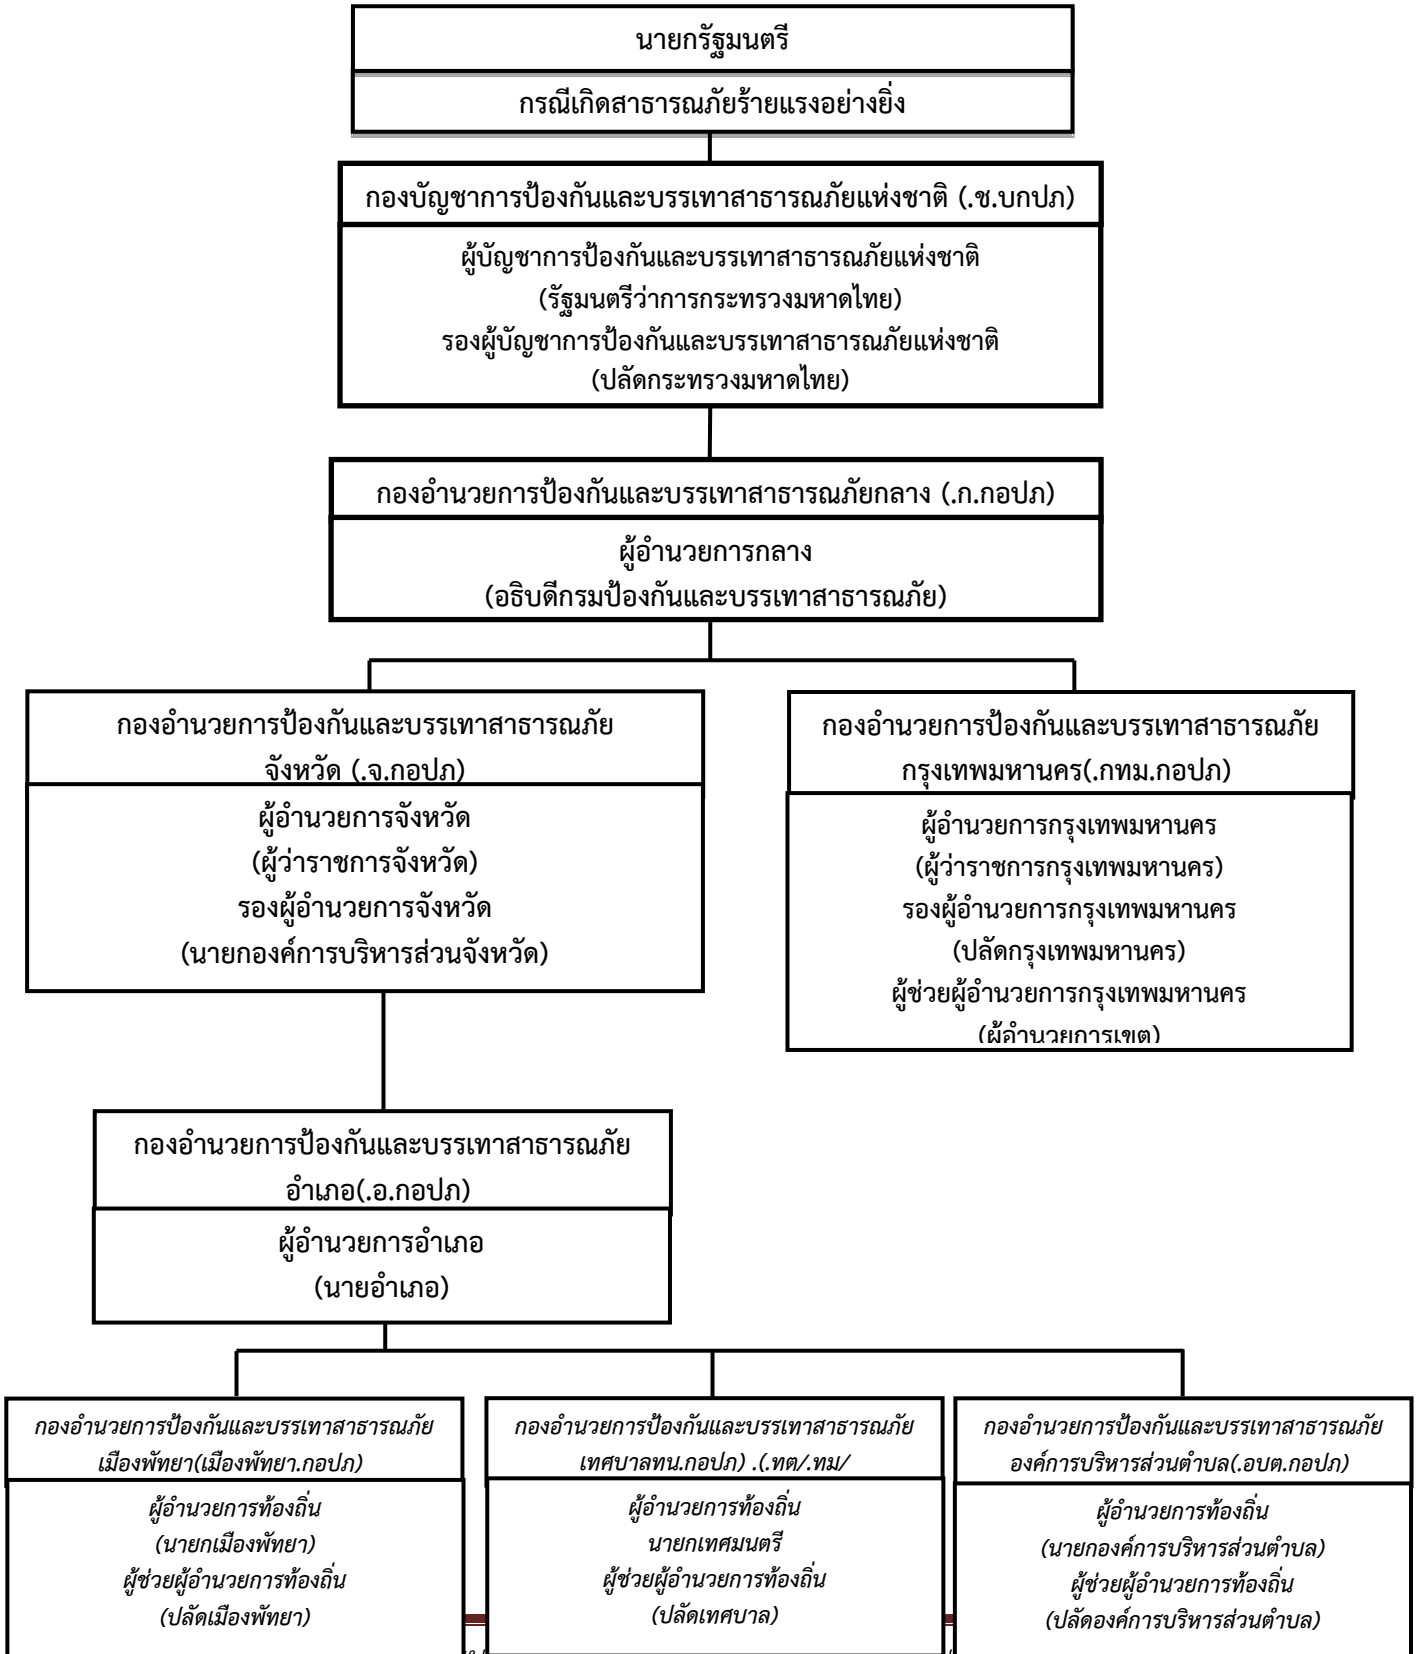 นายกรัฐมนตรี
กรณีเกิดสาธารณภัยร้ายแรงอย่างยิ่ง
กองบัญชาการป้องกันและบรรเทาสาธารณภัยแห่งชาติ (.ช.บกปภ)
ผู้บัญชาการป้องกันและบรรเทาสาธารณภัยแห่งชาติ
(รัฐมนตรีว่าการกระทรวงมหาดไทย)
รองผู้บัญชาการป้องกันและบรรเทาสาธารณภัยแห่งชาติ
(ปลัดกระทรวงมหาดไทย)
กองอำนวยการป้องกันและบรรเทาสาธารณภัยกลาง (.ก.กอปภ)
ผู้อำนวยการกลาง
(อธิบดีกรมป้องกันและบรรเทาสาธารณภัย)
กองอำนวยการป้องกันและบรรเทาสาธารณภัย
จังหวัด (.จ.กอปภ)
ผู้อำนวยการจังหวัด
(ผู้ว่าราชการจังหวัด)
รองผู้อำนวยการจังหวัด
(นายกองค์การบริหารส่วนจังหวัด)
กองอำนวยการป้องกันและบรรเทาสาธารณภัย
กรุงเทพมหานคร(.กทม.กอปภ)
ผู้อำนวยการกรุงเทพมหานคร
(ผู้ว่าราชการกรุงเทพมหานคร)
รองผู้อำนวยการกรุงเทพมหานคร
(ปลัดกรุงเทพมหานคร)
ผู้ช่วยผู้อำนวยการกรุงเทพมหานคร
(ผู้อำนวยการเขต)
กองอำนวยการป้องกันและบรรเทาสาธารณภัย
อำเภอ(.อ.กอปภ)
ผู้อำนวยการอำเภอ
(นายอำเภอ)
กองอำนวยการป้องกันและบรรเทาสาธารณภัย
เมืองพัทยา(เมืองพัทยา.กอปภ)
ผู้อำนวยการท้องถิ่น
(นายกเมืองพัทยา)
ผู้ช่วยผู้อำนวยการท้องถิ่น
(ปลัดเมืองพัทยา)
กองอำนวยการป้องกันและบรรเทาสาธารณภัย
เทศบาลทน.กอปภ) .(.ทต/.ทม/
ผู้อำนวยการท้องถิ่น
นายกเทศมนตรี
ผู้ช่วยผู้อำนวยการท้องถิ่น
(ปลัดเทศบาล)
กองอำนวยการป้องกันและบรรเทาสาธารณภัย
องค์การบริหารส่วนตำบล(.อบต.กอปภ)
ผู้อำนวยการท้องถิ่น
(นายกองค์การบริหารส่วนตำบล)
ผู้ช่วยผู้อำนวยการท้องถิ่น
(ปลัดองค์การบริหารส่วนตำบล)